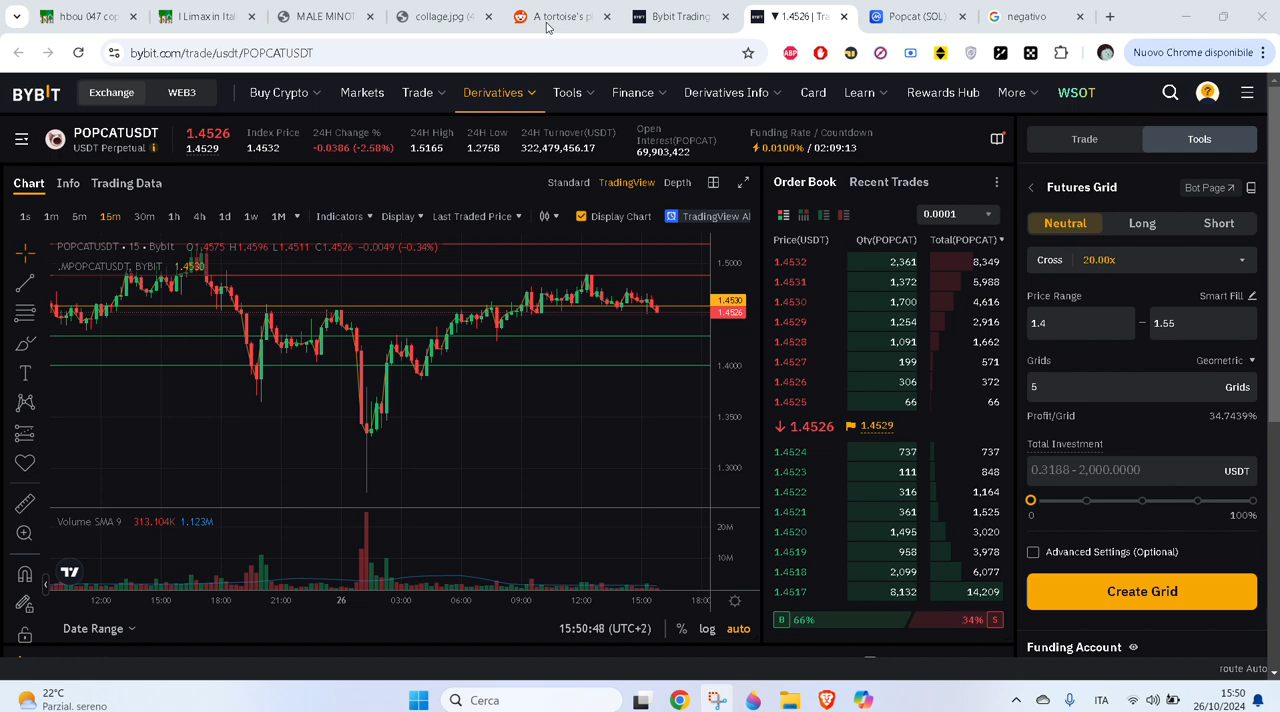 hbou 047 cop
I Limax in Ital
MALE MINOT
collage.jpg (4
A tortoise's pl
Bybit Trading
▼ 1.4526 | Tra
Popcat (SOL)
negativo
bybit.com/trade/usdt/POPCATUSDT
ABP
Nuovo Chrome disponibile
BYBIT
Exchange
WEB3
Buy Crypto
Markets
Trade
Derivatives
Tools
Finance
Derivatives Info
Card
Learn
Rewards Hub
More
WSOT
POPCATUSDT
USDT Perpetual
1.4526
1.4529
Index Price
1.4532
24H Change %
-0.0386 (-2.58%)
24H High
1.5165
24H Low
1.2758
24H Turnover(USDT)
322,479,456.17
Open
Interest(POPCAT)
69,903,422
Funding Rate / Countdown
0.0100% / 02:09:13
Trade
Tools
Chart
Info
Trading Data
Standard
TradingView
Depth
1s
1m
5m
15m
30m
1h
4h
1d
1w
1M
Indicators
Display
Last Traded Price
Display Chart
TradingView Al
POPCATUSDT • 15 • Bybit O1.4575 H1.4596 L1.4511 C1.4526 -0.0049 (-0.34%)
.MPOPCATUSDT, BYBIT 1.4530
1.5000
1.4530
1.4526
1.4000
1.3500
1.3000
Volume SMA 9 313.104K 1.123M
20M
10M
12:00
15:00
18:00
21:00
26
03:00
06:00
09:00
12:00
15:00
18:00
Date Range
15:50:48 (UTC+2)
%
log
auto
Order Book
Recent Trades
0.0001
Price(USDT)
Qty(POPCAT)
Total(POPCAT)
1.4532 2,361 8,349
1.4531 1,372 5,988
1.4530 1,700 4,616
1.4529 1,254 2,916
1.4528 1,091 1,662
1.4527 199 571
1.4526 306 372
1.4525 66 66
1.4526
1.4529
1.4524 737 737
1.4523 111 848
1.4522 316 1,164
1.4521 361 1,525
1.4520 1,495 3,020
1.4519 958 3,978
1.4518 2,099 6,077
1.4517 8,132 14,209
B 66%
34% S
Futures Grid
Bot Page
Neutral
Long
Short
Cross
20.00x
Price Range
Smart Fill
1.4
–
1.55
Grids
Geometric
5
Grids
Profit/Grid
34.7439%
Total Investment
0.3188 - 2,000.0000
USDT
0
100%
Advanced Settings (Optional)
Create Grid
Funding Account
route Auto
22°C
Parzial. sereno
Cerca
ITA
15:50
26/10/2024